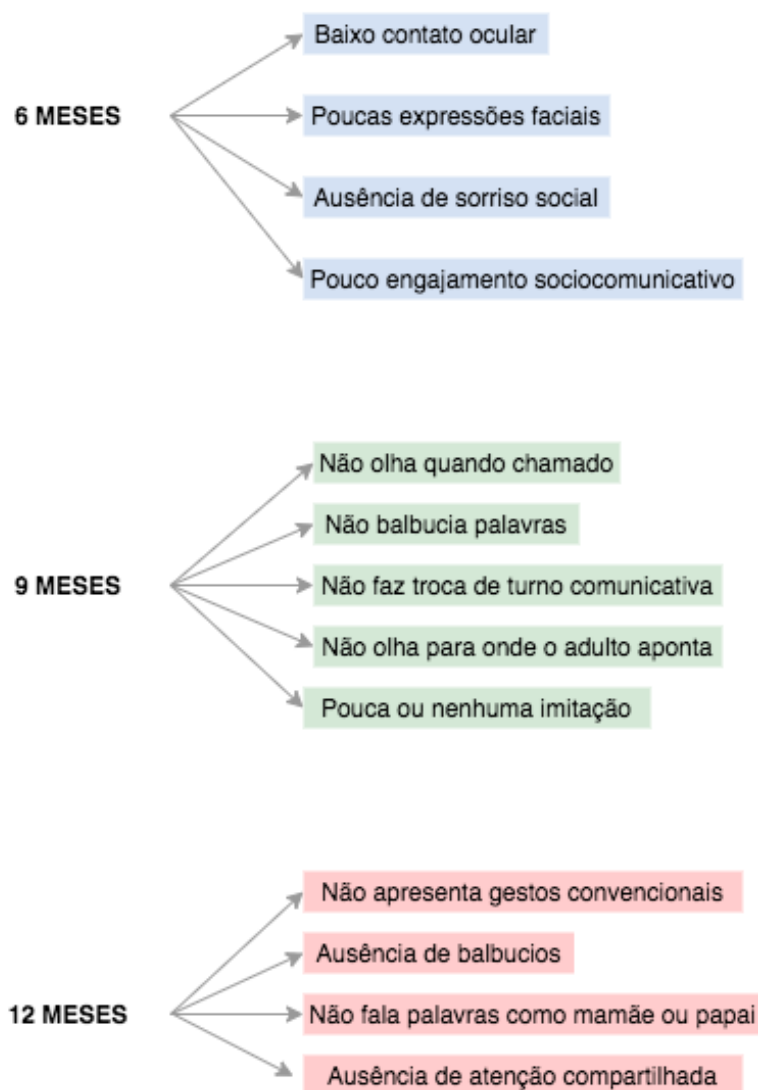 6 MESES
Baixo contato ocular
Poucas expressões faciais
Ausência de sorriso social
Pouco engajamento sociocomunicativo
9 MESES
Não olha quando chamado
Não balbucia palavras
Não faz troca de turno comunicativa
Não olha para onde o adulto aponta
Pouca ou nenhuma imitação
12 MESES
Não apresenta gestos convencionais
Ausência de balbucios
Não fala palavras como mamãe ou papai
Ausência de atenção compartilhada